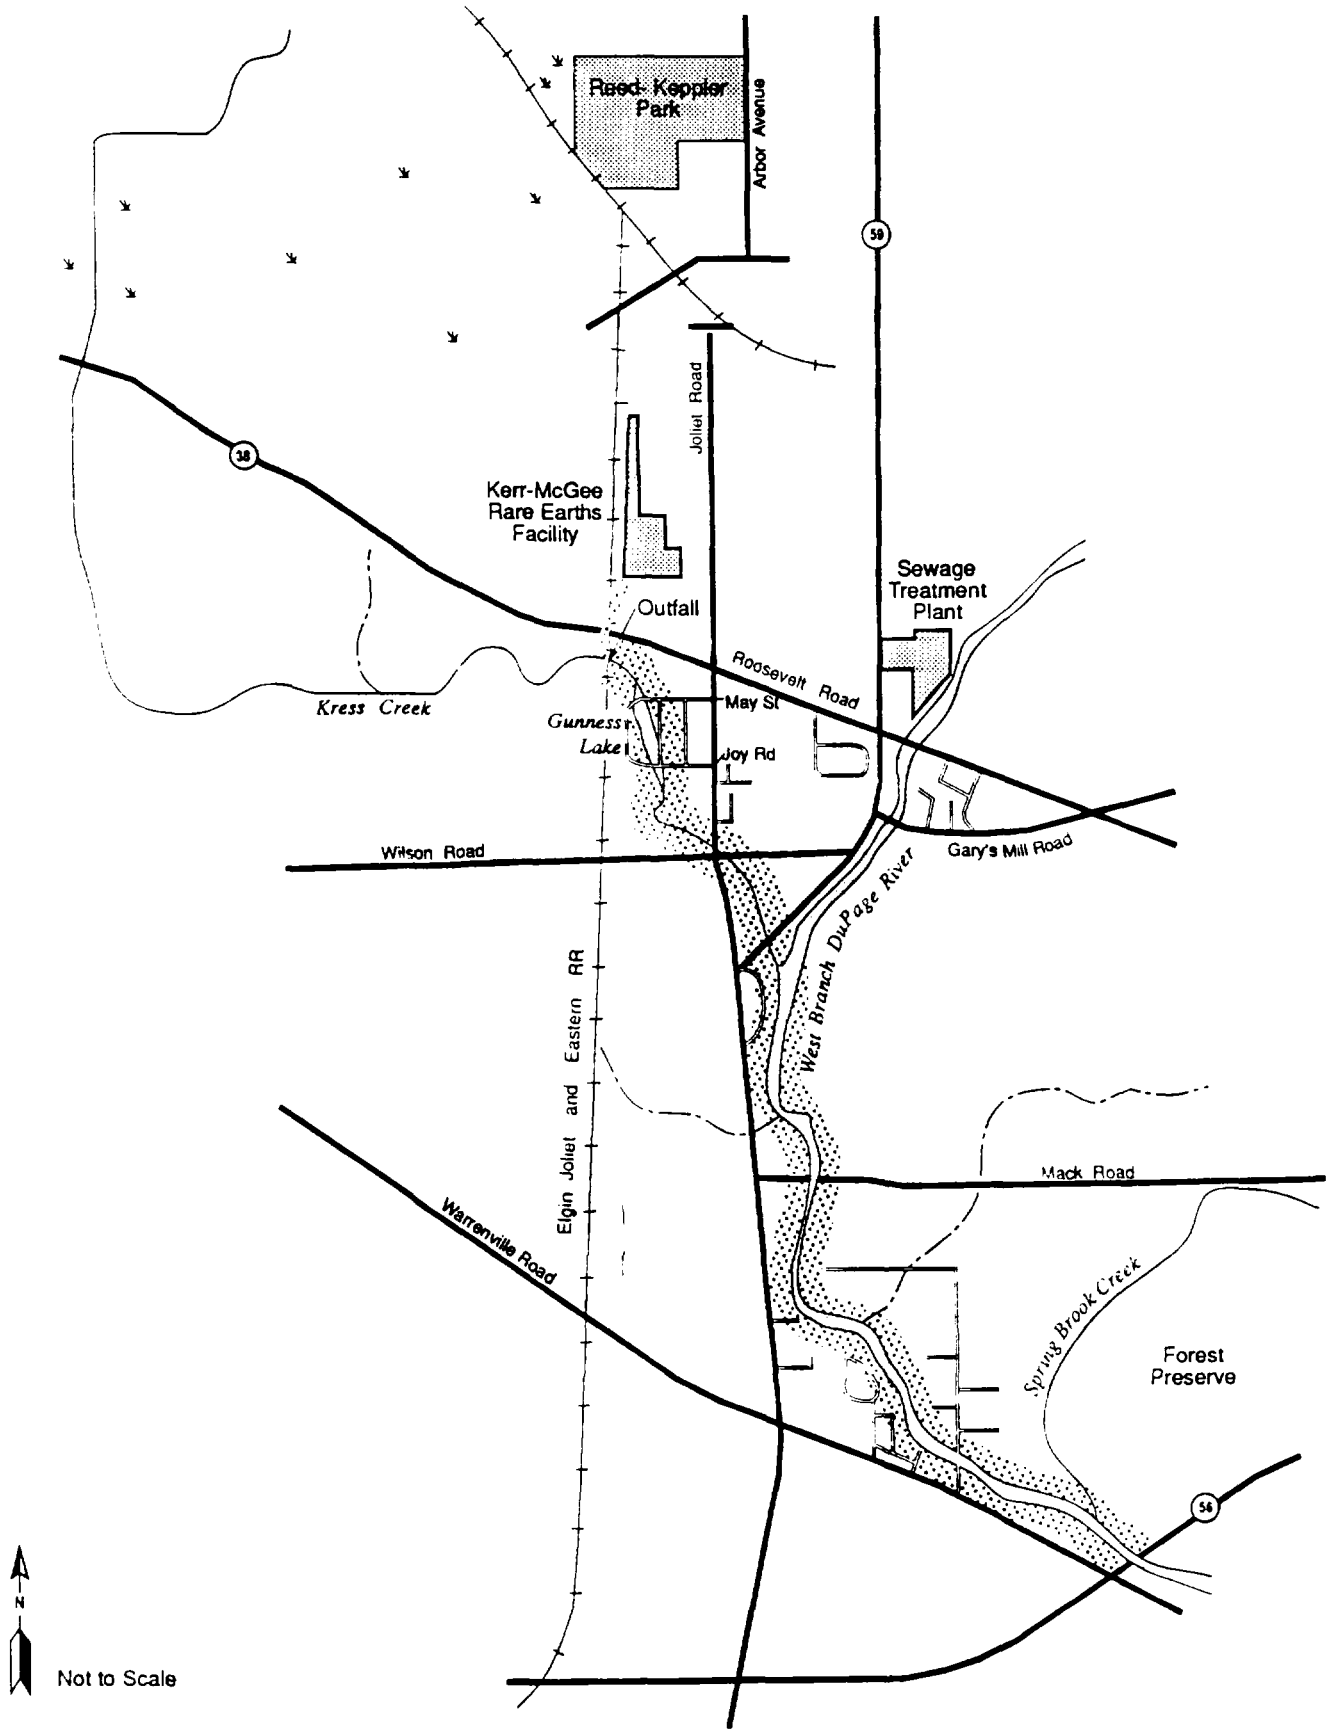 Reed-Keppler
Park
Arbor Avenue
59
Joliet Road
38
Kerr-McGee
Rare Earths
Facility
Sewage
Treatment
Plant
Outfall
Roosevelt Road
Kress Creek
May St
Gunness
Lake
Joy Rd
Wilson Road
Gary's Mill Road
West Branch DuPage River
Elgin Joliet and Eastern RR
Mack Road
Warrenville Road
Spring Brook Creek
Forest
Preserve
56
N
Not to Scale